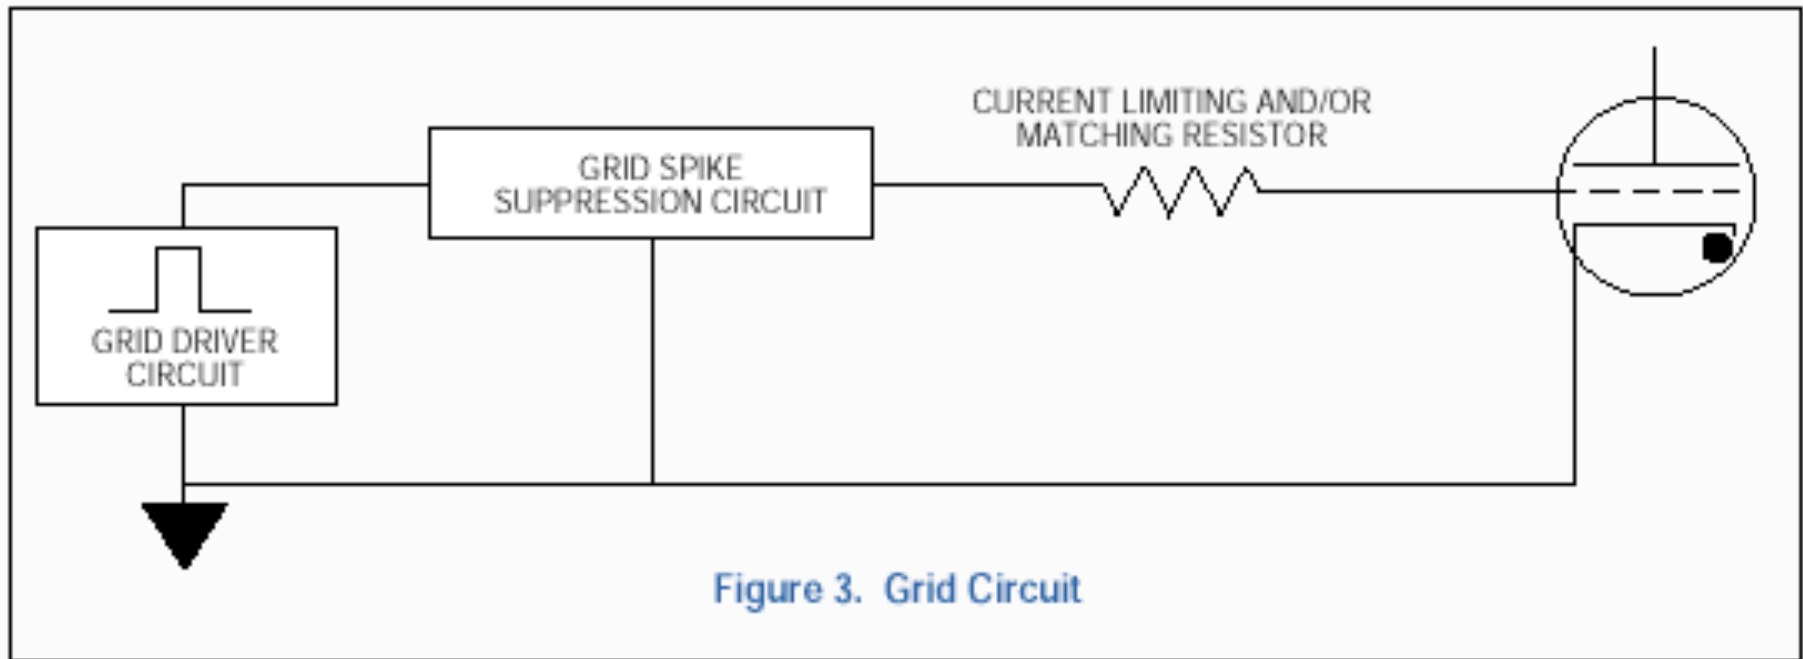 CURRENT LIMITING AND/OR
MATCHING RESISTOR
GRID SPIKE
SUPPRESSION CIRCUIT
GRID DRIVER
CIRCUIT
Figure 3. Grid Circuit